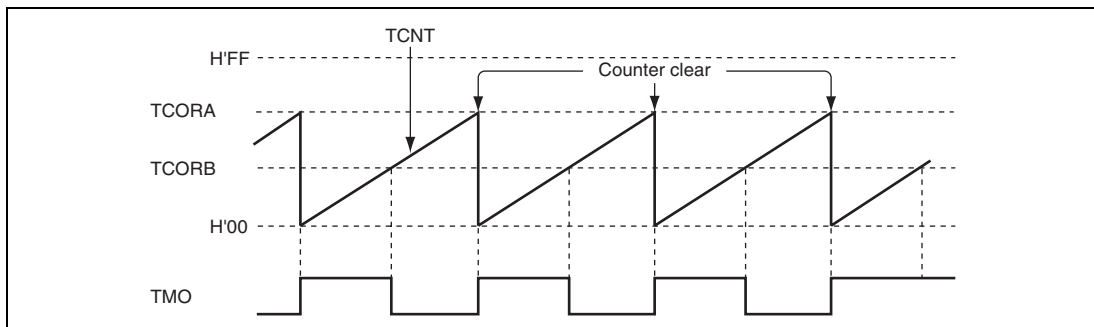 TCNT
H'FF
Counter clear
TCORA
TCORB
H'00
TMO